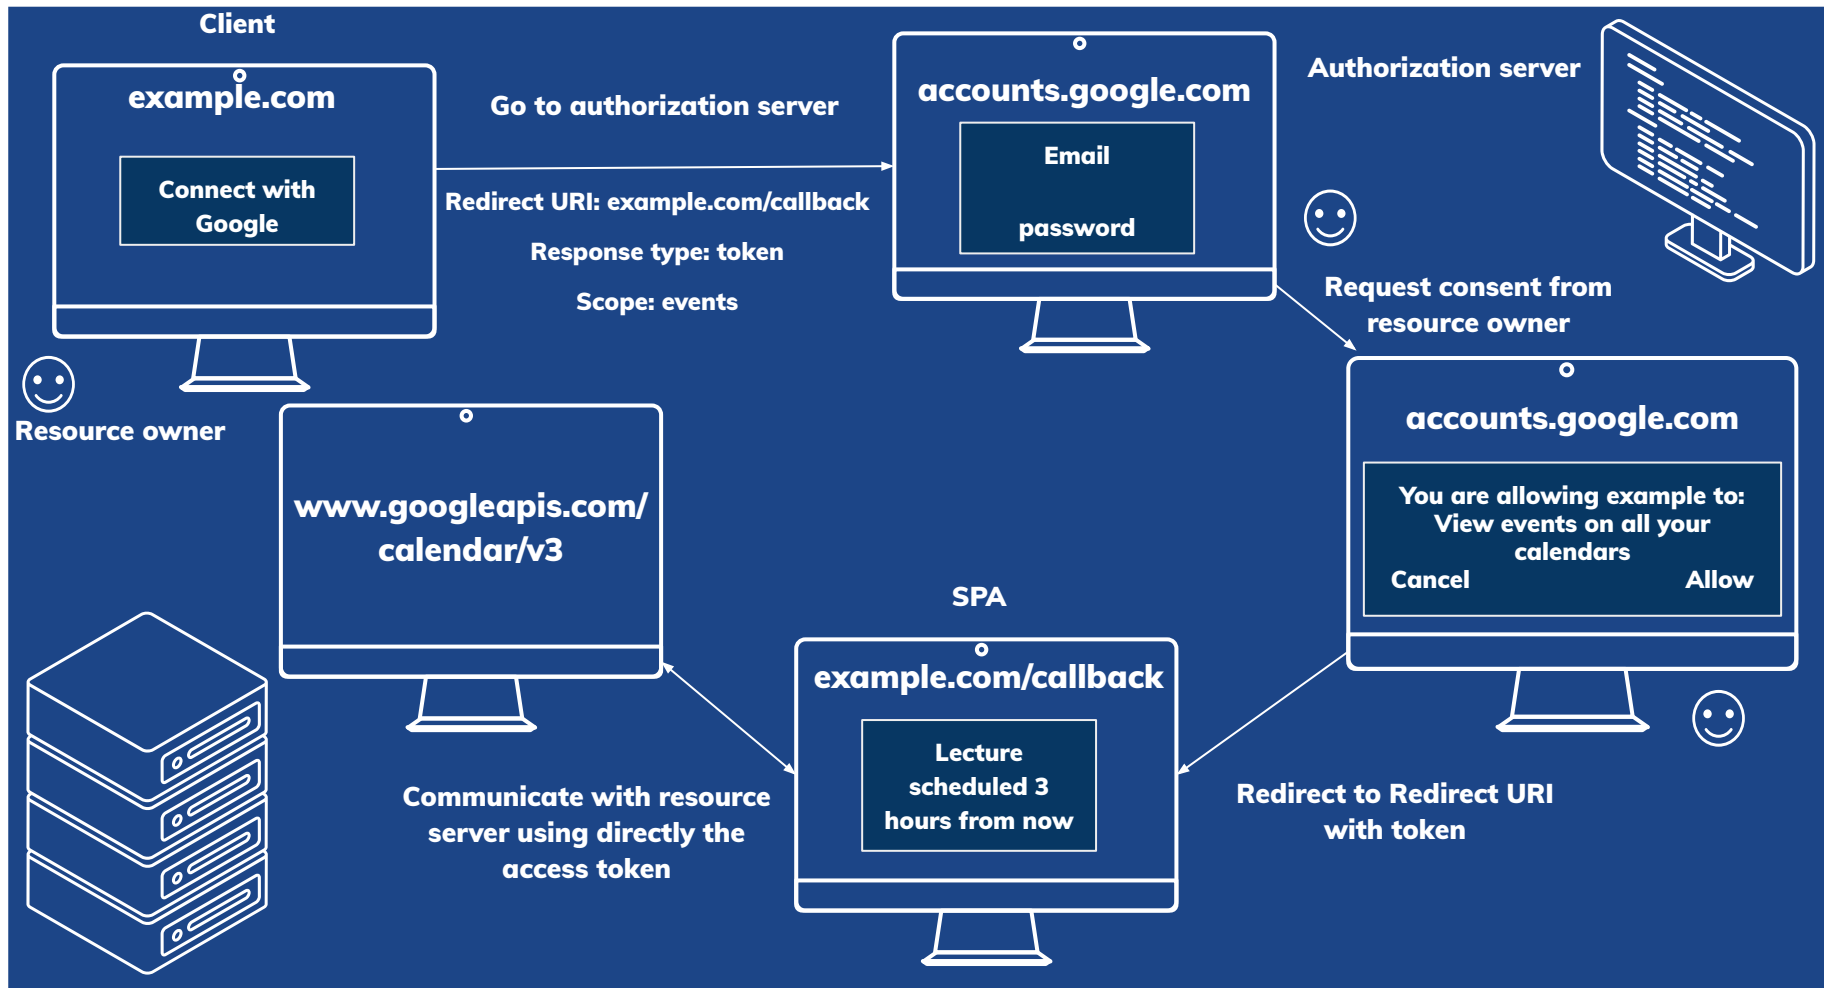 Client
example.com
Connect with
Google
Resource owner
Go to authorization server
Redirect URI: example.com/callback
Response type: token
Scope: events
accounts.google.com
Email
password
Authorization server
Request consent from
resource owner
accounts.google.com
You are allowing example to:
View events on all your
calendars
Cancel Allow
Redirect to Redirect URI
with token
SPA
example.com/callback
Lecture
scheduled 3
hours from now
Communicate with resource
server using directly the
access token
www.googleapis.com/
calendar/v3